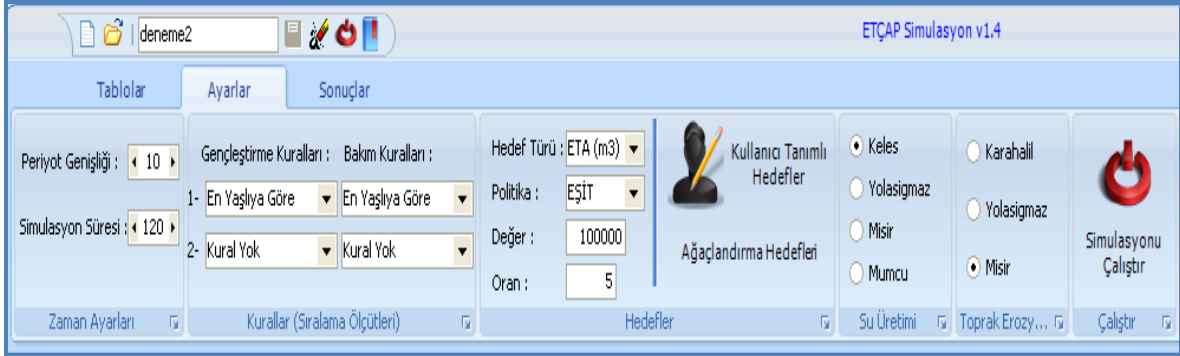 deneme2
ETÇAP Simulasyon v1.4
Tablolar
Ayarlar
Sonuçlar
Periyot Genişliği : 10
Simulasyon Süresi : 120
Zaman Ayarları
Gençleştirme Kuralları : Bakım Kuralları :
1- En Yaşlıya Göre En Yaşlıya Göre
2- Kural Yok Kural Yok
Kurallar (Sıralama Ölçütleri)
Hedef Türü : ETA (m3)
Politika : EŞİT
Değer : 100000
Oran : 5
Kullanıcı Tanımlı
Hedefler
Ağaçlandırma Hedefleri
Hedefler
Keles
Yolasigmaz
Misir
Mumcu
Su Üretimi
Karahalil
Yolasigmaz
Misir
Toprak Erozy...
Simulasyonu
Çalıştır
Çalıştır